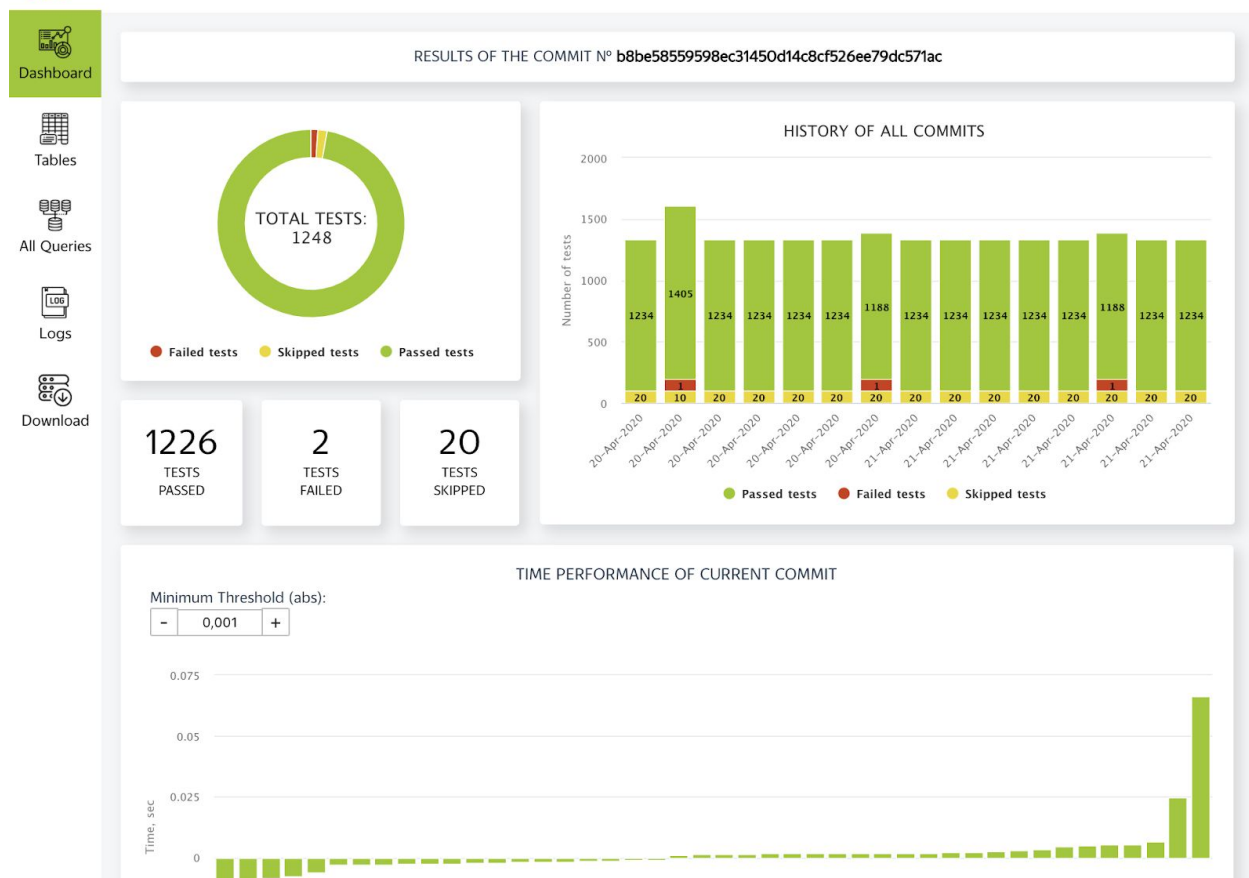 Dashboard
Tables
All Queries
Logs
Download
RESULTS OF THE COMMIT Nº b8be58559598ec31450d14c8cf526ee79dc571ac
TOTAL TESTS:
1248
Failed tests Skipped tests Passed tests
1226
TESTS
PASSED
2
TESTS
FAILED
20
TESTS
SKIPPED
HISTORY OF ALL COMMITS
Number of tests
2000
1500
1000
500
0
1234 1405 1234 1234 1234 1234 1188 1234 1234 1234 1234 1234 1188 1234 1234
1 1 1
20 10 20 20 20 20 20 20 20 20 20 20 20 20 20
20-Apr-2020 20-Apr-2020 20-Apr-2020 20-Apr-2020 20-Apr-2020 20-Apr-2020 20-Apr-2020 21-Apr-2020 21-Apr-2020 21-Apr-2020 21-Apr-2020 21-Apr-2020 21-Apr-2020 21-Apr-2020 21-Apr-2020
Passed tests Failed tests Skipped tests
TIME PERFORMANCE OF CURRENT COMMIT
Minimum Threshold (abs):
- 0,001 +
Time, sec
0.075
0.05
0.025
0
LOG